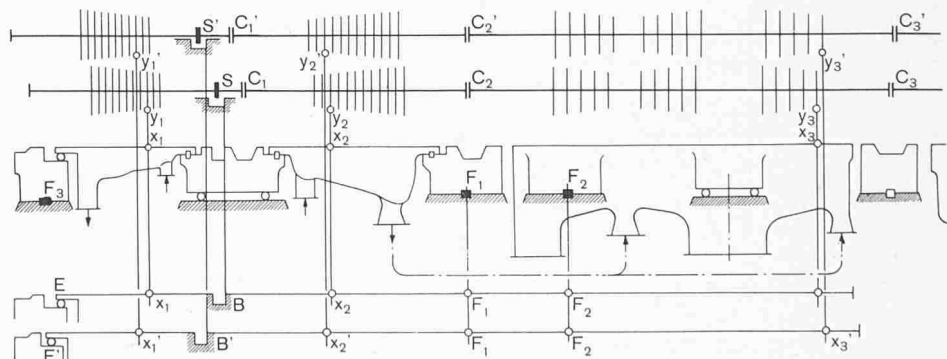 S' C₁' C₂' C₃'
y₁' y₂' y₃'
S C₁ C₂ C₃
y₁ y₂ y₃
x₁ x₂ x₃
F₃ F₁ F₂
E x₁ B x₂ F₁ F₂
x₁' B' x₂' F₁ F₂ x₃'
E'